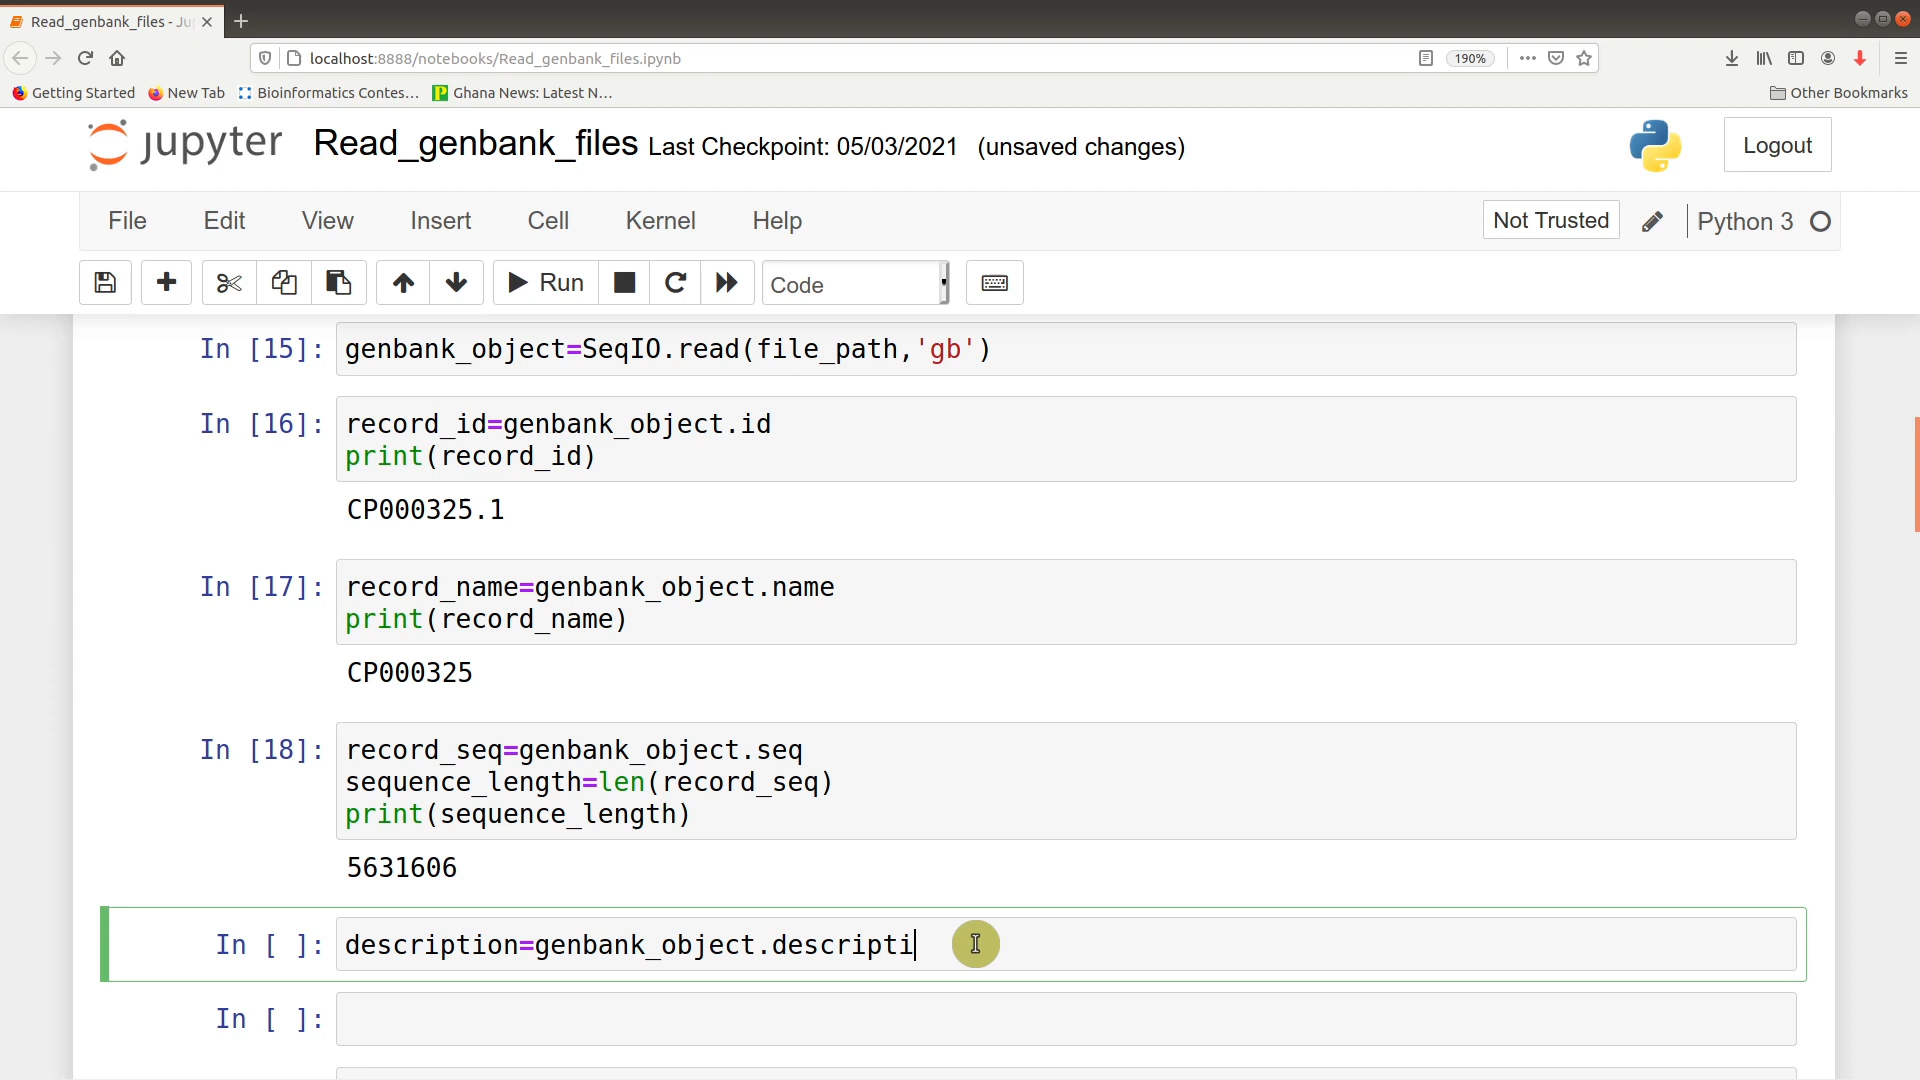 Read_genbank_files - Ju
localhost:8888/notebooks/Read_genbank_files.ipynb
190%
Getting Started
New Tab
Bioinformatics Contes...
Ghana News: Latest N...
Other Bookmarks
jupyter
Read_genbank_files Last Checkpoint: 05/03/2021 (unsaved changes)
Logout
File
Edit
View
Insert
Cell
Kernel
Help
Not Trusted
Python 3
Run
Code
In [15]: genbank_object=SeqIO.read(file_path,'gb')
In [16]: record_id=genbank_object.id
print(record_id)
CP000325.1
In [17]: record_name=genbank_object.name
print(record_name)
CP000325
In [18]: record_seq=genbank_object.seq
sequence_length=len(record_seq)
print(sequence_length)
5631606
In [ ]: description=genbank_object.descripti
In [ ]: